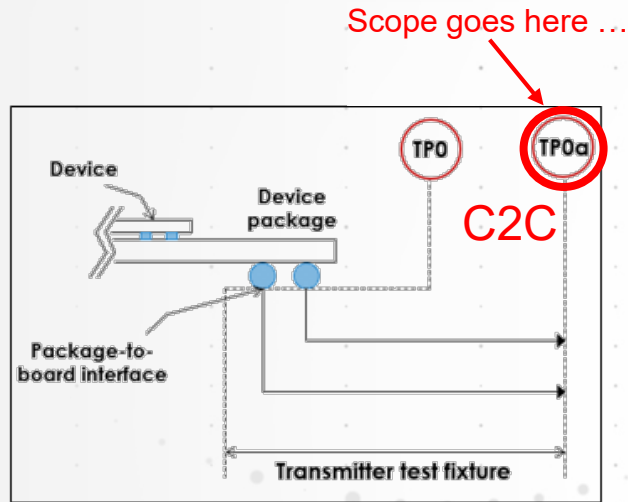 Scope goes here ...
TP0
TP0a
Device
Device
package
C2C
Package-to-
board interface
Transmitter test fixture